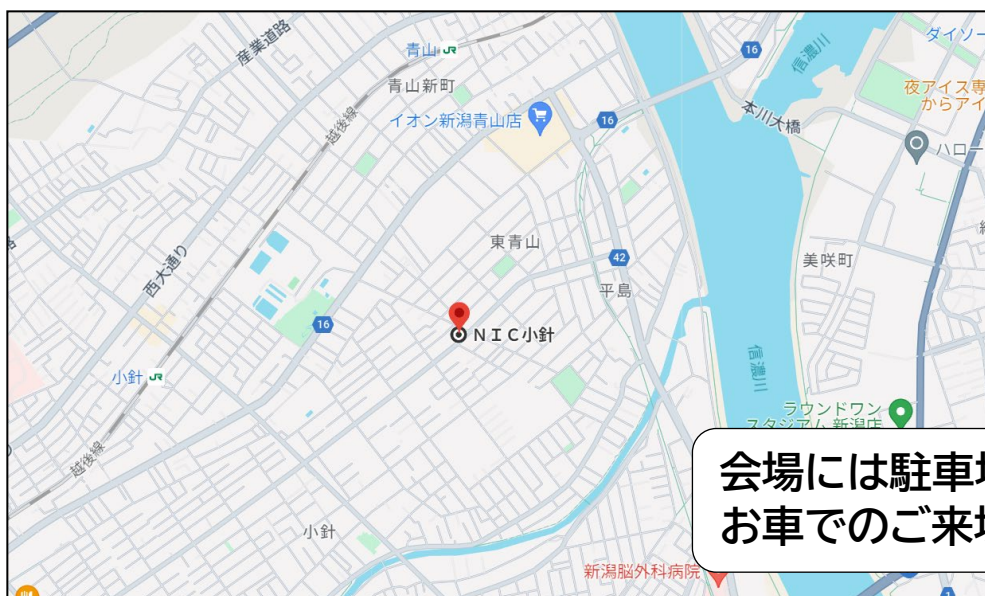 産業道路
青山
16
信濃川
ダイソー
青山新町
夜アイス専
からアイ
イオン新潟青山店
16
本川大橋
越後線
ハロー
東青山
西大通り
42
美咲町
平島
16
NIC小針
小針
信濃川
ラウンドワン
スタジアム 新潟店
越後線
会場には駐車場
お車でのご来場
小針
新潟脳外科病院
1